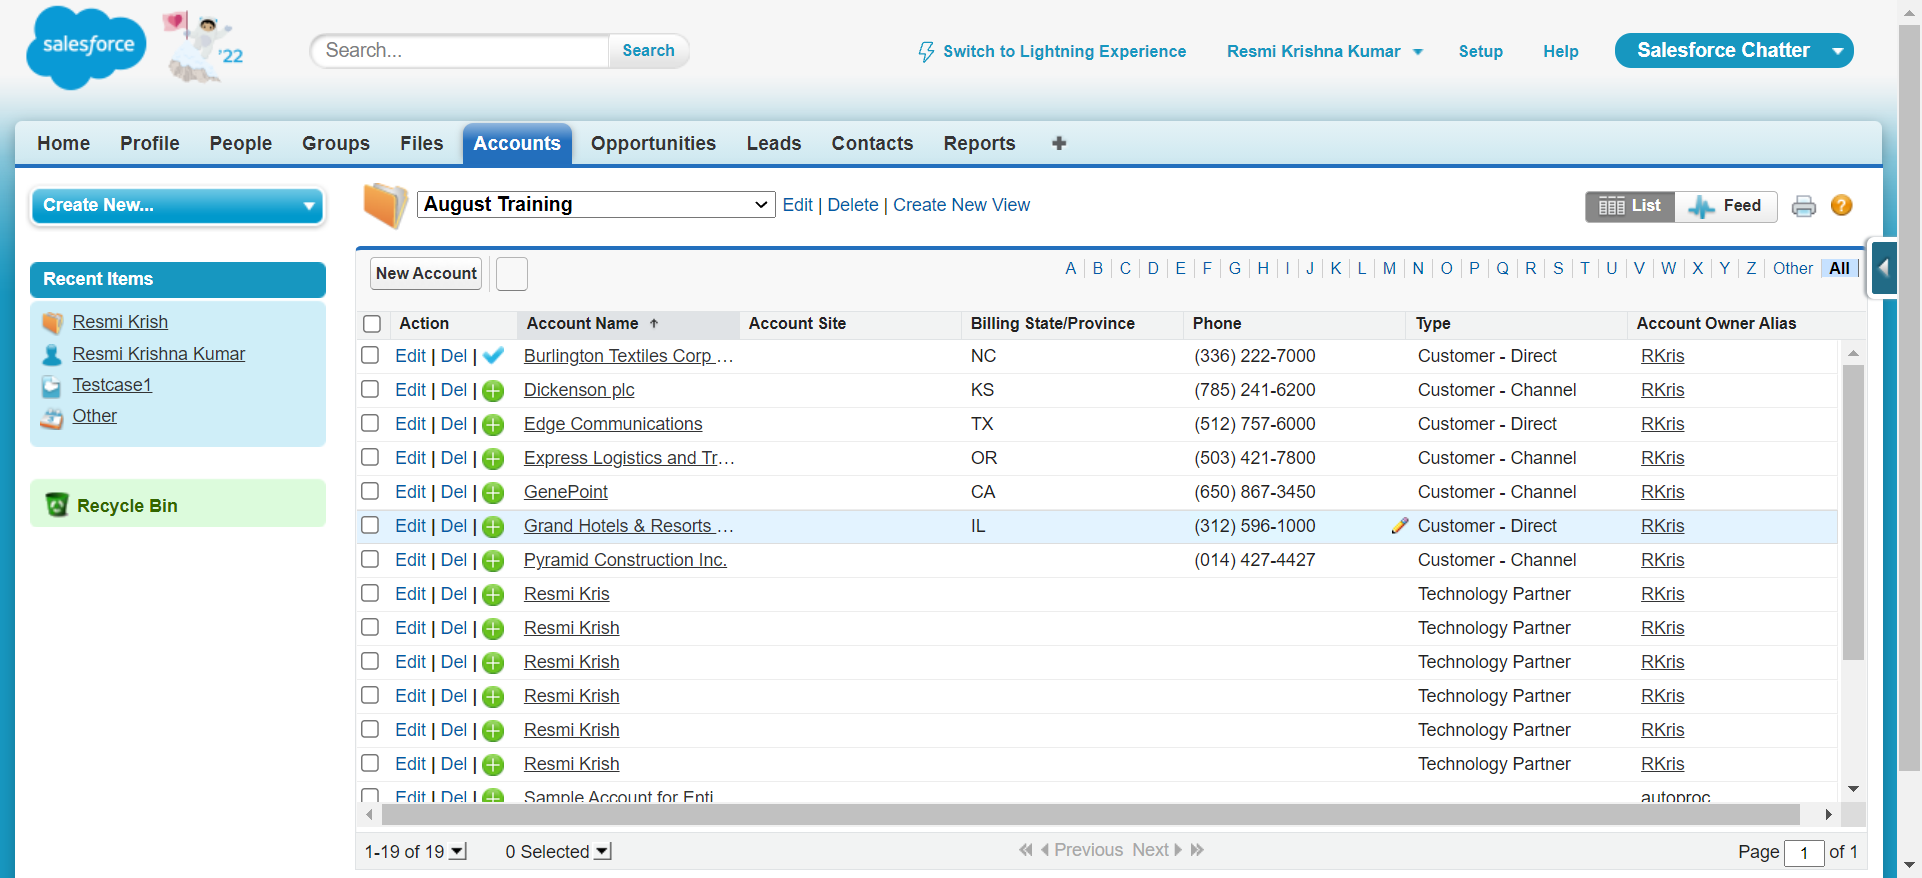 salesforce
'22
Search...
Search
Switch to Lightning Experience
Resmi Krishna Kumar
Setup
Help
Salesforce Chatter
Home Profile People Groups Files Accounts Opportunities Leads Contacts Reports
Create New...
August Training
Edit | Delete | Create New View
List
Feed
?
Recent Items
Resmi Krish
Resmi Krishna Kumar
Testcase1
Other
Recycle Bin
New Account
A | B | C | D | E | F | G | H | I | J | K | L | M | N | O | P | Q | R | S | T | U | V | W | X | Y | Z | Other | All
Action Account Name Account Site Billing State/Province Phone Type Account Owner Alias
Edit | Del | Burlington Textiles Corp ... NC (336) 222-7000 Customer - Direct RKris
Edit | Del | Dickenson plc KS (785) 241-6200 Customer - Channel RKris
Edit | Del | Edge Communications TX (512) 757-6000 Customer - Direct RKris
Edit | Del | Express Logistics and Tr... OR (503) 421-7800 Customer - Channel RKris
Edit | Del | GenePoint CA (650) 867-3450 Customer - Channel RKris
Edit | Del | Grand Hotels & Resorts ... IL (312) 596-1000 Customer - Direct RKris
Edit | Del | Pyramid Construction Inc. (014) 427-4427 Customer - Channel RKris
Edit | Del | Resmi Kris Technology Partner RKris
Edit | Del | Resmi Krish Technology Partner RKris
Edit | Del | Resmi Krish Technology Partner RKris
Edit | Del | Resmi Krish Technology Partner RKris
Edit | Del | Resmi Krish Technology Partner RKris
Edit | Del | Resmi Krish Technology Partner RKris
Edit | Del | Sample Account for Enti autoproc
1-19 of 19
0 Selected
Previous Next
Page 1 of 1